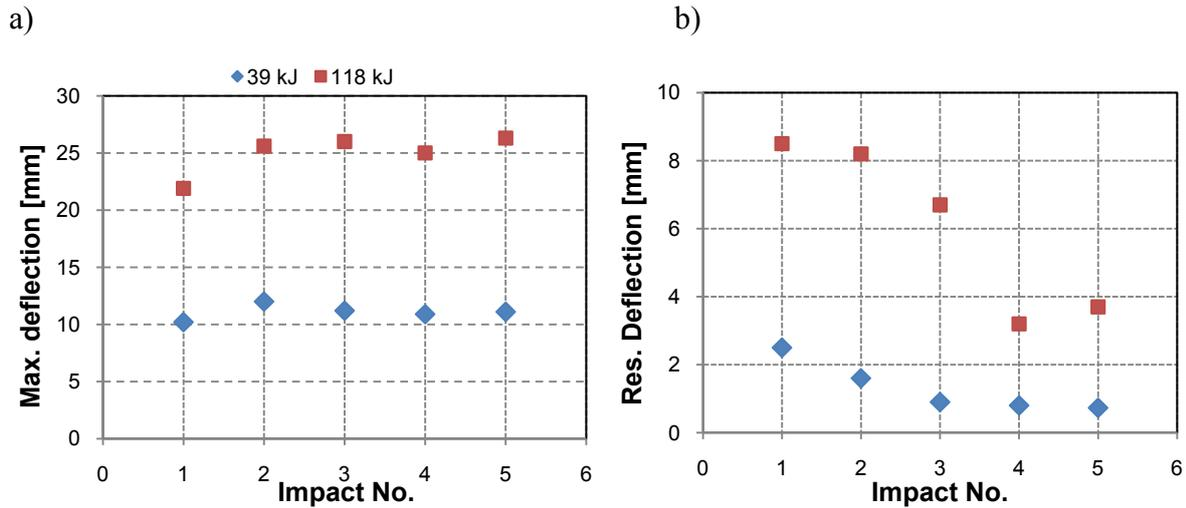 a)
39 kJ 118 kJ
Max. deflection [mm]
30
25
20
15
10
5
0
0 1 2 3 4 5 6
Impact No.
b)
Res. Deflection [mm]
10
8
6
4
2
0
0 1 2 3 4 5 6
Impact No.